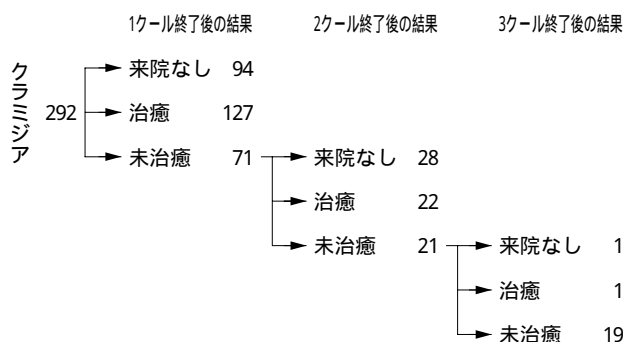 1クール終了後の結果 2クール終了後の結果 3クール終了後の結果
クラミジア
292
来院なし 94
治癒 127
未治癒 71
来院なし 28
治癒 22
未治癒 21
来院なし 1
治癒 1
未治癒 19